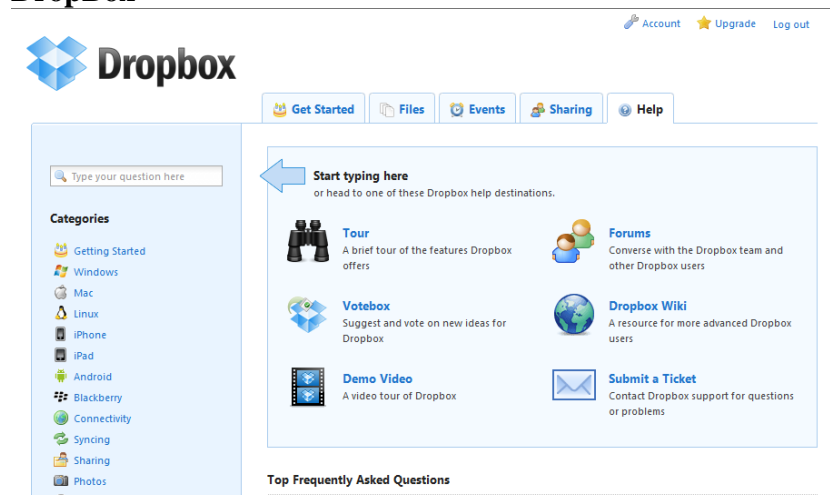 DropBox
Account Upgrade Log out
Dropbox
Get Started Files Events Sharing Help
Type your question here
Start typing here
or head to one of these Dropbox help destinations.
Categories
Getting Started
Windows
Mac
Linux
iPhone
iPad
Android
Blackberry
Connectivity
Syncing
Sharing
Photos
Tour
A brief tour of the features Dropbox
offers
Forums
Converse with the Dropbox team and
other Dropbox users
Votebox
Suggest and vote on new ideas for
Dropbox
Dropbox Wiki
A resource for more advanced Dropbox
users
Demo Video
A video tour of Dropbox
Submit a Ticket
Contact Dropbox support for questions
or problems
Top Frequently Asked Questions